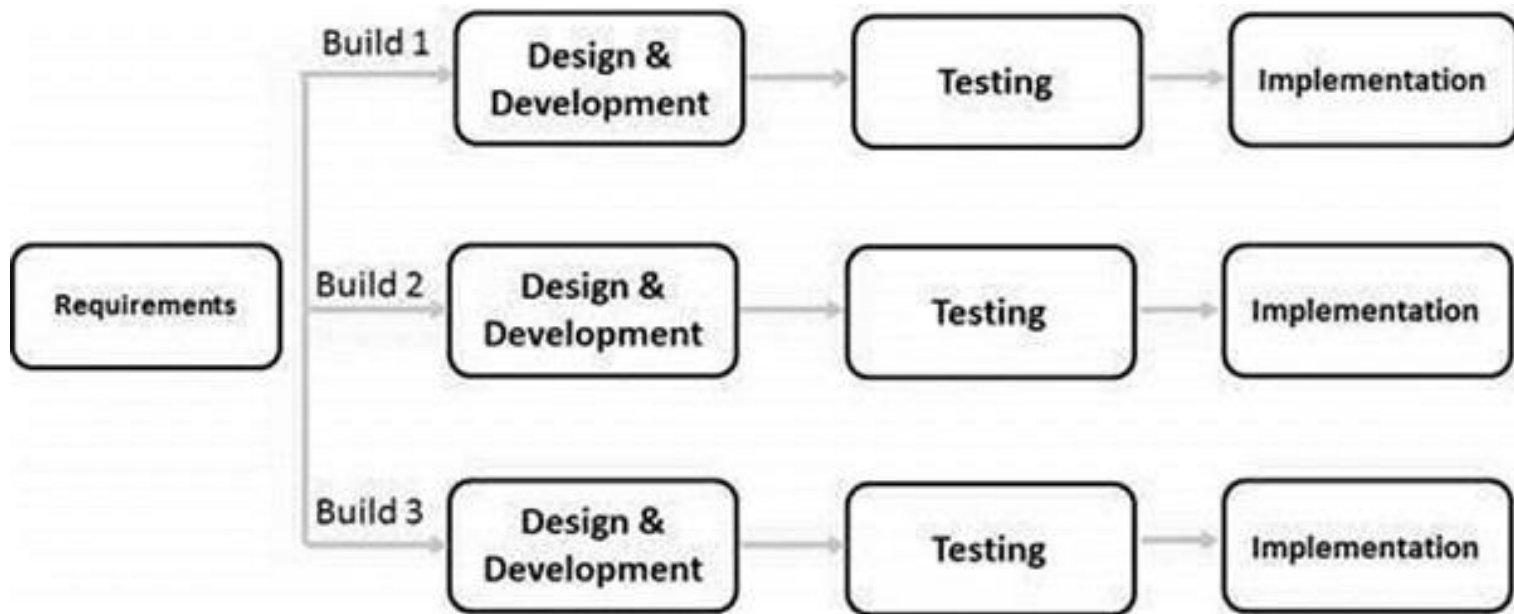 Build 1
Design &
Development
Testing
Implementation
Requirements
Build 2
Design &
Development
Testing
Implementation
Build 3
Design &
Development
Testing
Implementation